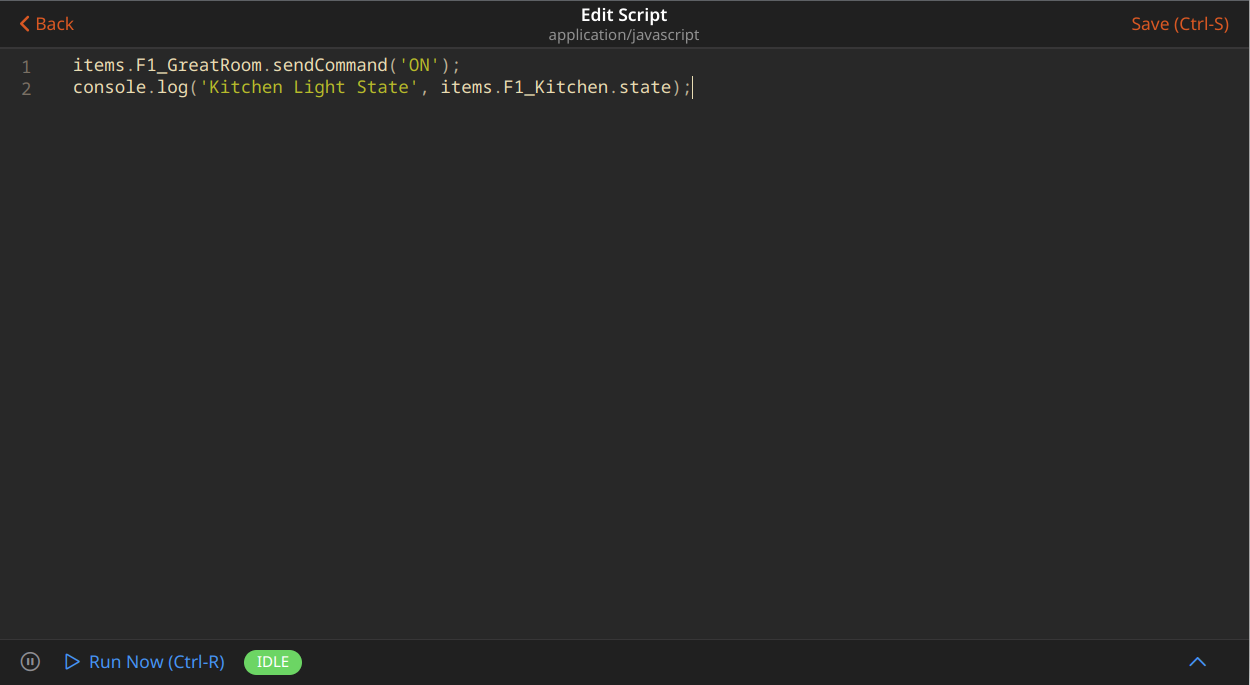 Back
Edit Script
application/javascript
Save (Ctrl-S)
1 items.F1_GreatRoom.sendCommand('ON');
2 console.log('Kitchen Light State', items.F1_Kitchen.state);
Run Now (Ctrl-R)
IDLE